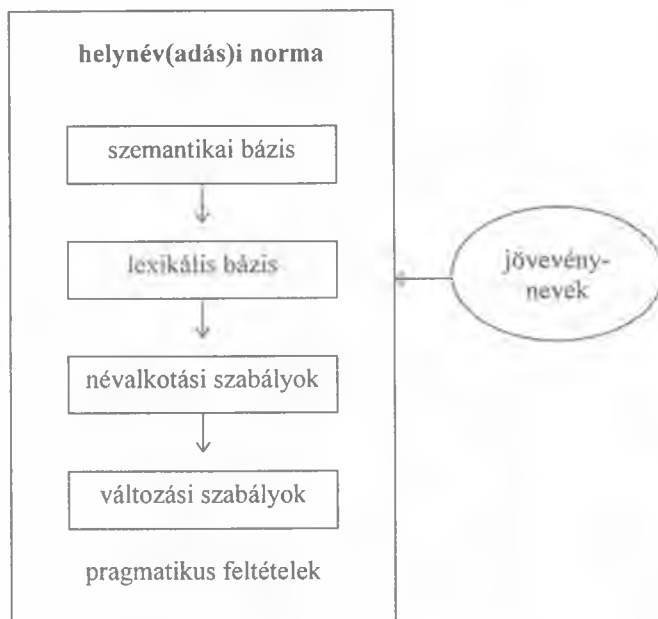 helynév(adás)i norma
szemantikai bázis
lexikális bázis
jövevény-
nevek
névalkotási szabályok
változási szabályok
pragmatikus feltételek